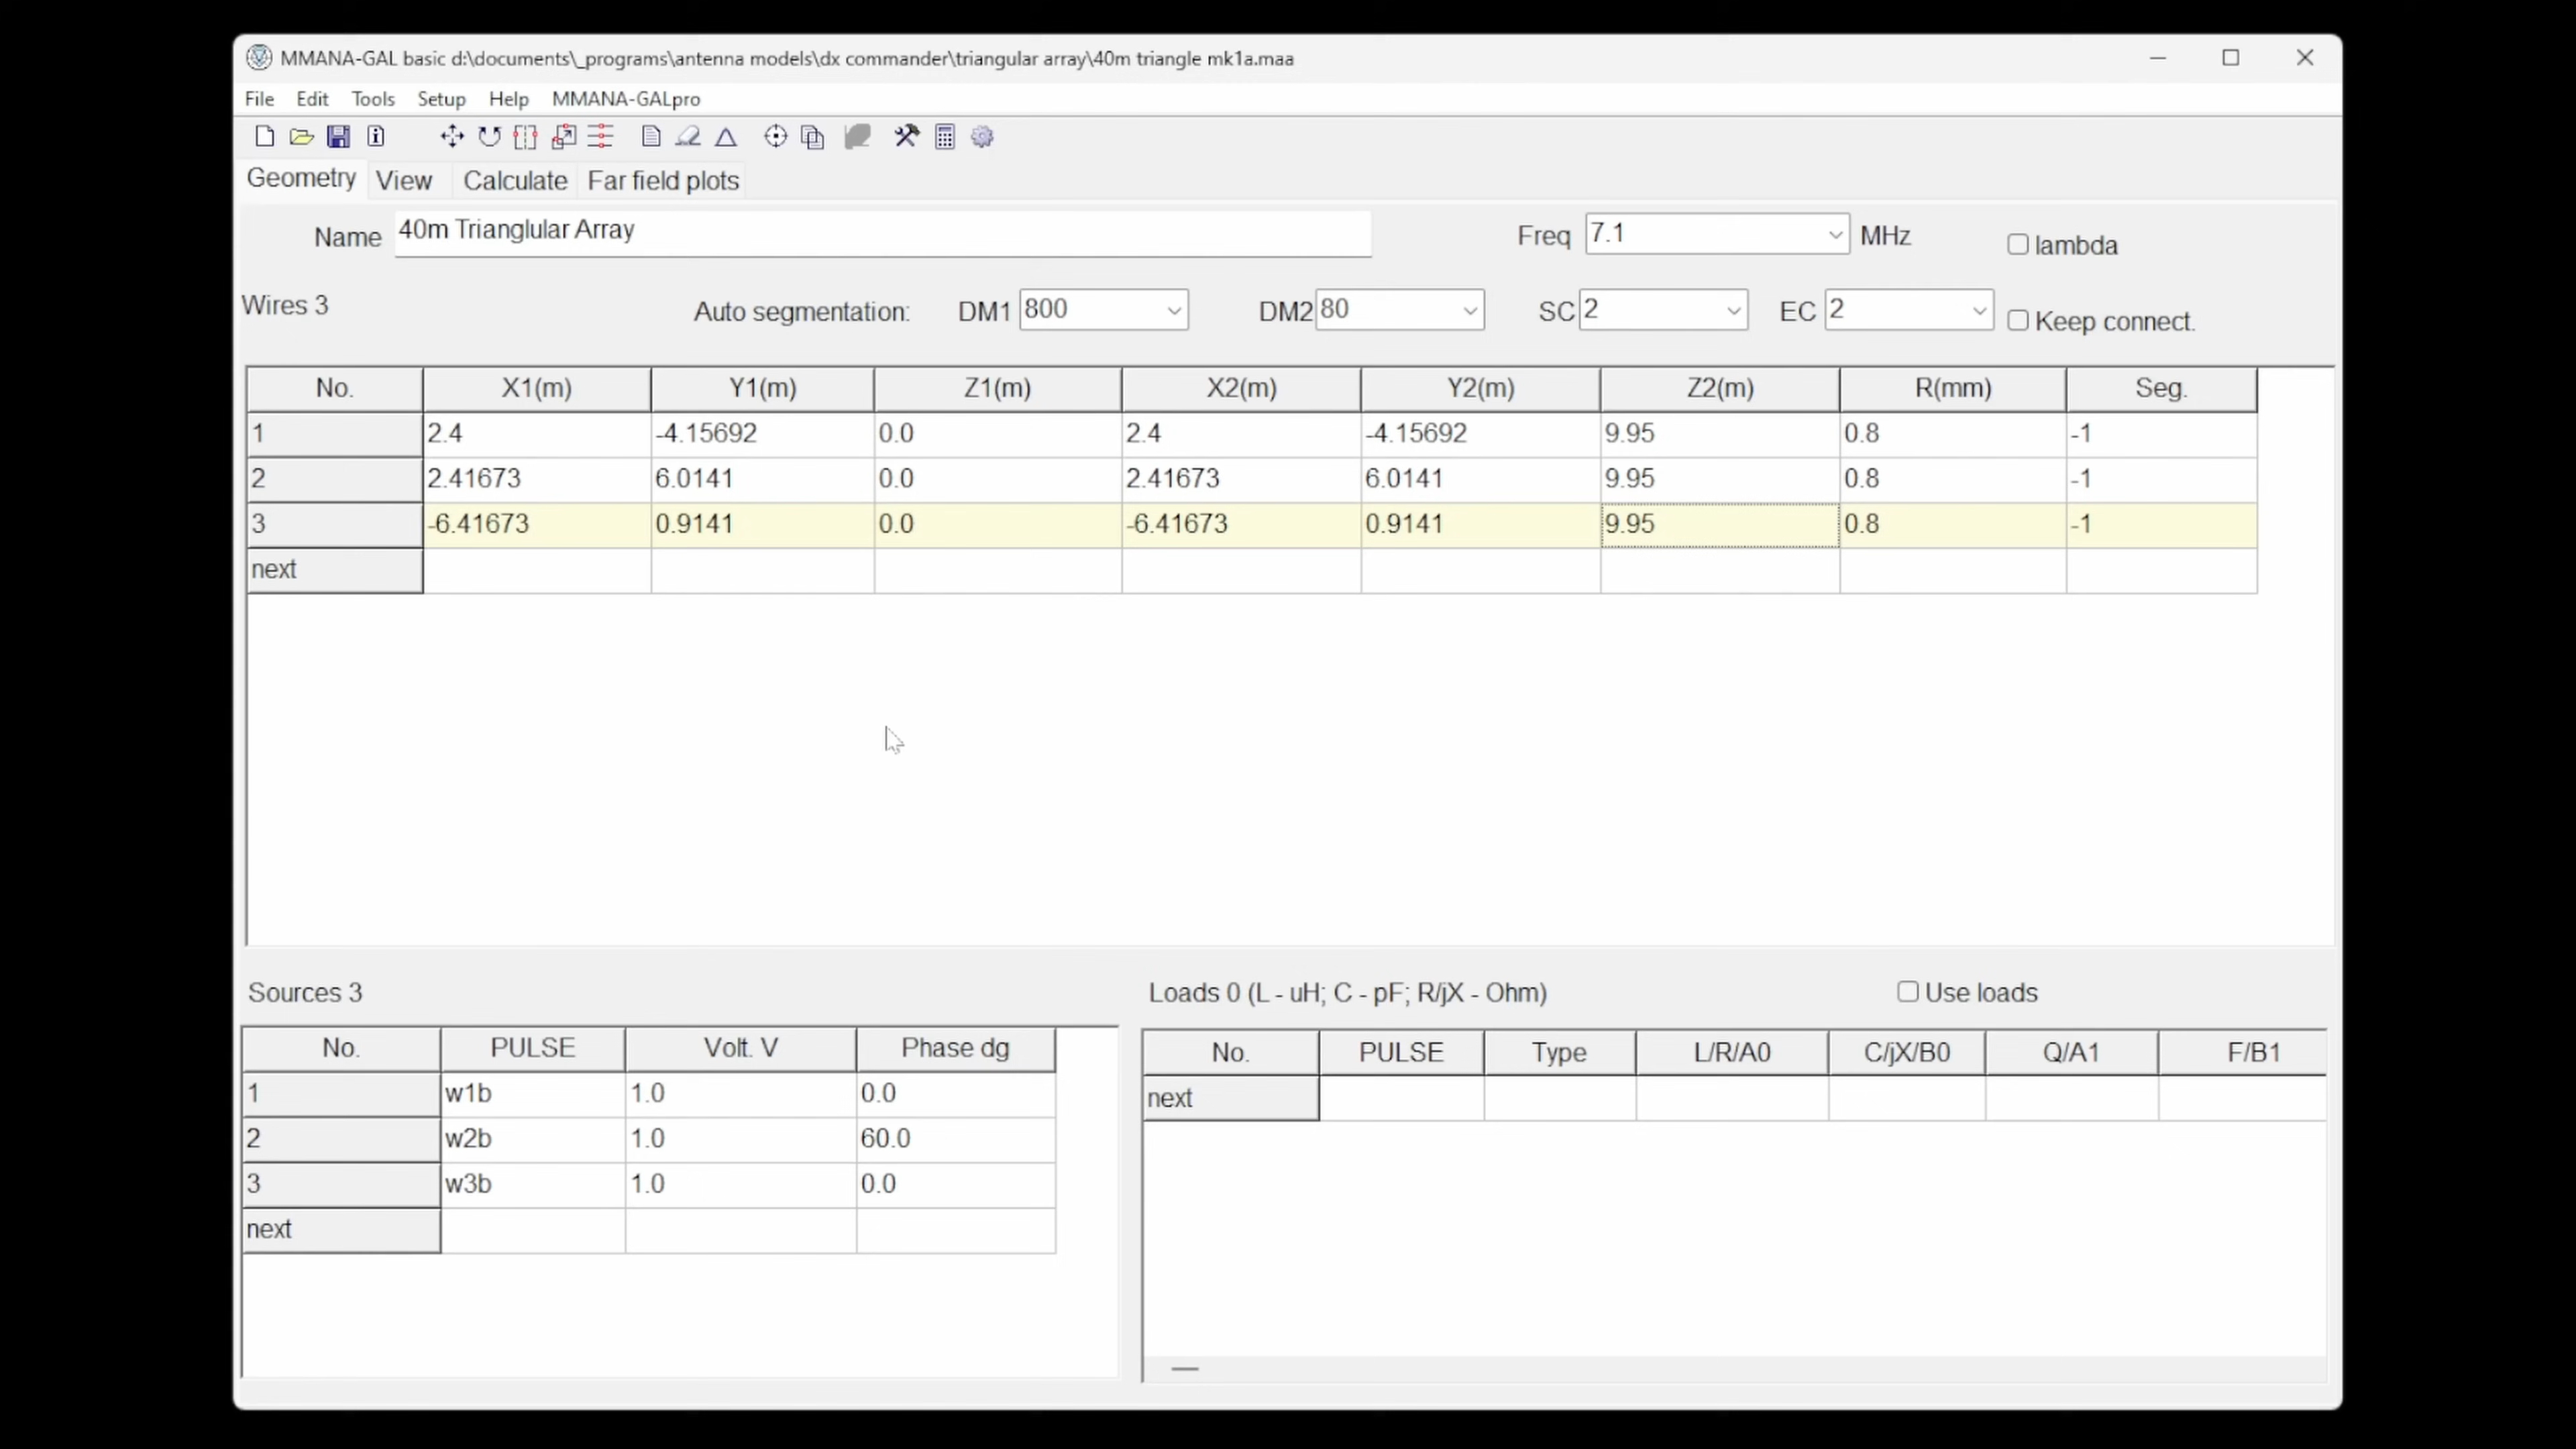 MMANA-GAL basic d:\documents\_programs\antenna models\dx commander\triangular array\40m triangle mk1a.maa
File Edit Tools Setup Help MMANA-GALpro
Geometry View Calculate Far field plots
Name 40m Trianglular Array Freq 7.1 MHz lambda
Wires 3 Auto segmentation: DM1 800 DM2 80 SC 2 EC 2 Keep connect.
No. X1(m) Y1(m) Z1(m) X2(m) Y2(m) Z2(m) R(mm) Seg.
1 2.4 -4.15692 0.0 2.4 -4.15692 9.95 0.8 -1
2 2.41673 6.0141 0.0 2.41673 6.0141 9.95 0.8 -1
3 -6.41673 0.9141 0.0 -6.41673 0.9141 9.95 0.8 -1
next
Sources 3
No. PULSE Volt. V Phase dg
1 w1b 1.0 0.0
2 w2b 1.0 60.0
3 w3b 1.0 0.0
next
Loads 0 (L - uH; C - pF; R/jX - Ohm) Use loads
No. PULSE Type L/R/A0 C/jX/B0 Q/A1 F/B1
next